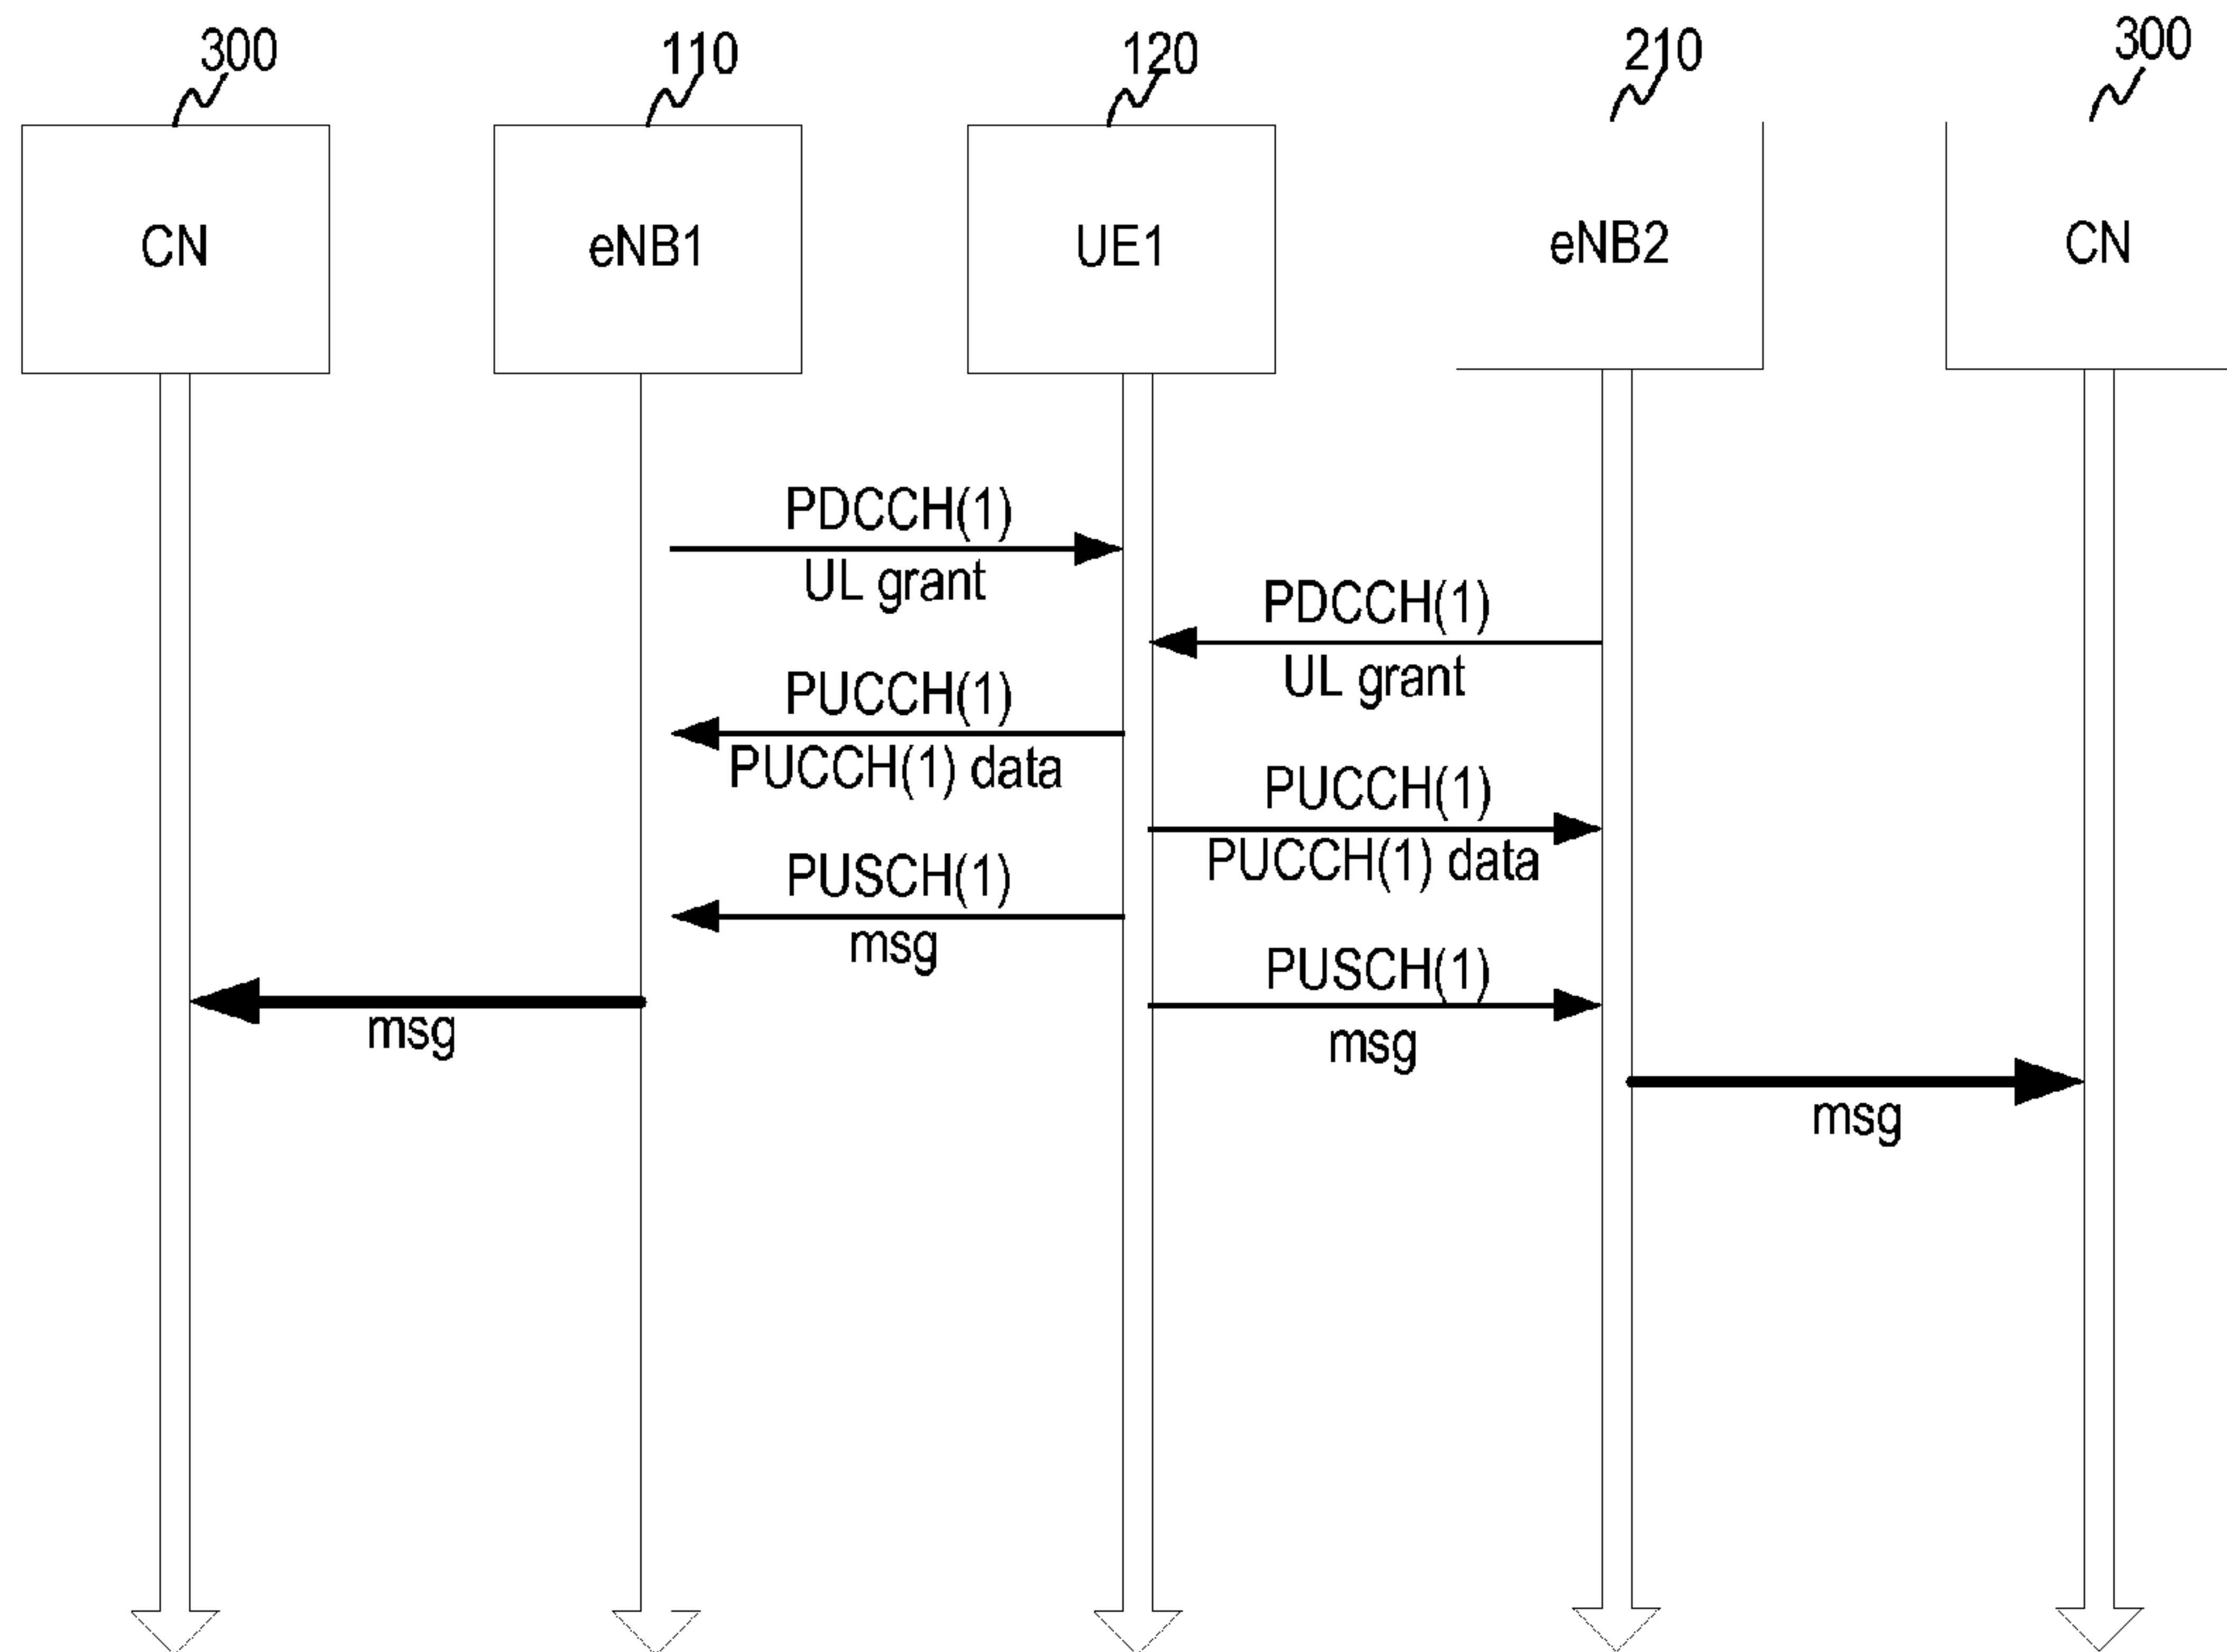 300
110
120
210
300
CN
eNB1
UE1
eNB2
CN
PDCCH(1)
UL grant
PDCCH(1)
UL grant
PUCCH(1)
PUCCH(1) data
PUCCH(1)
PUCCH(1) data
PUSCH(1)
msg
PUSCH(1)
msg
msg
msg